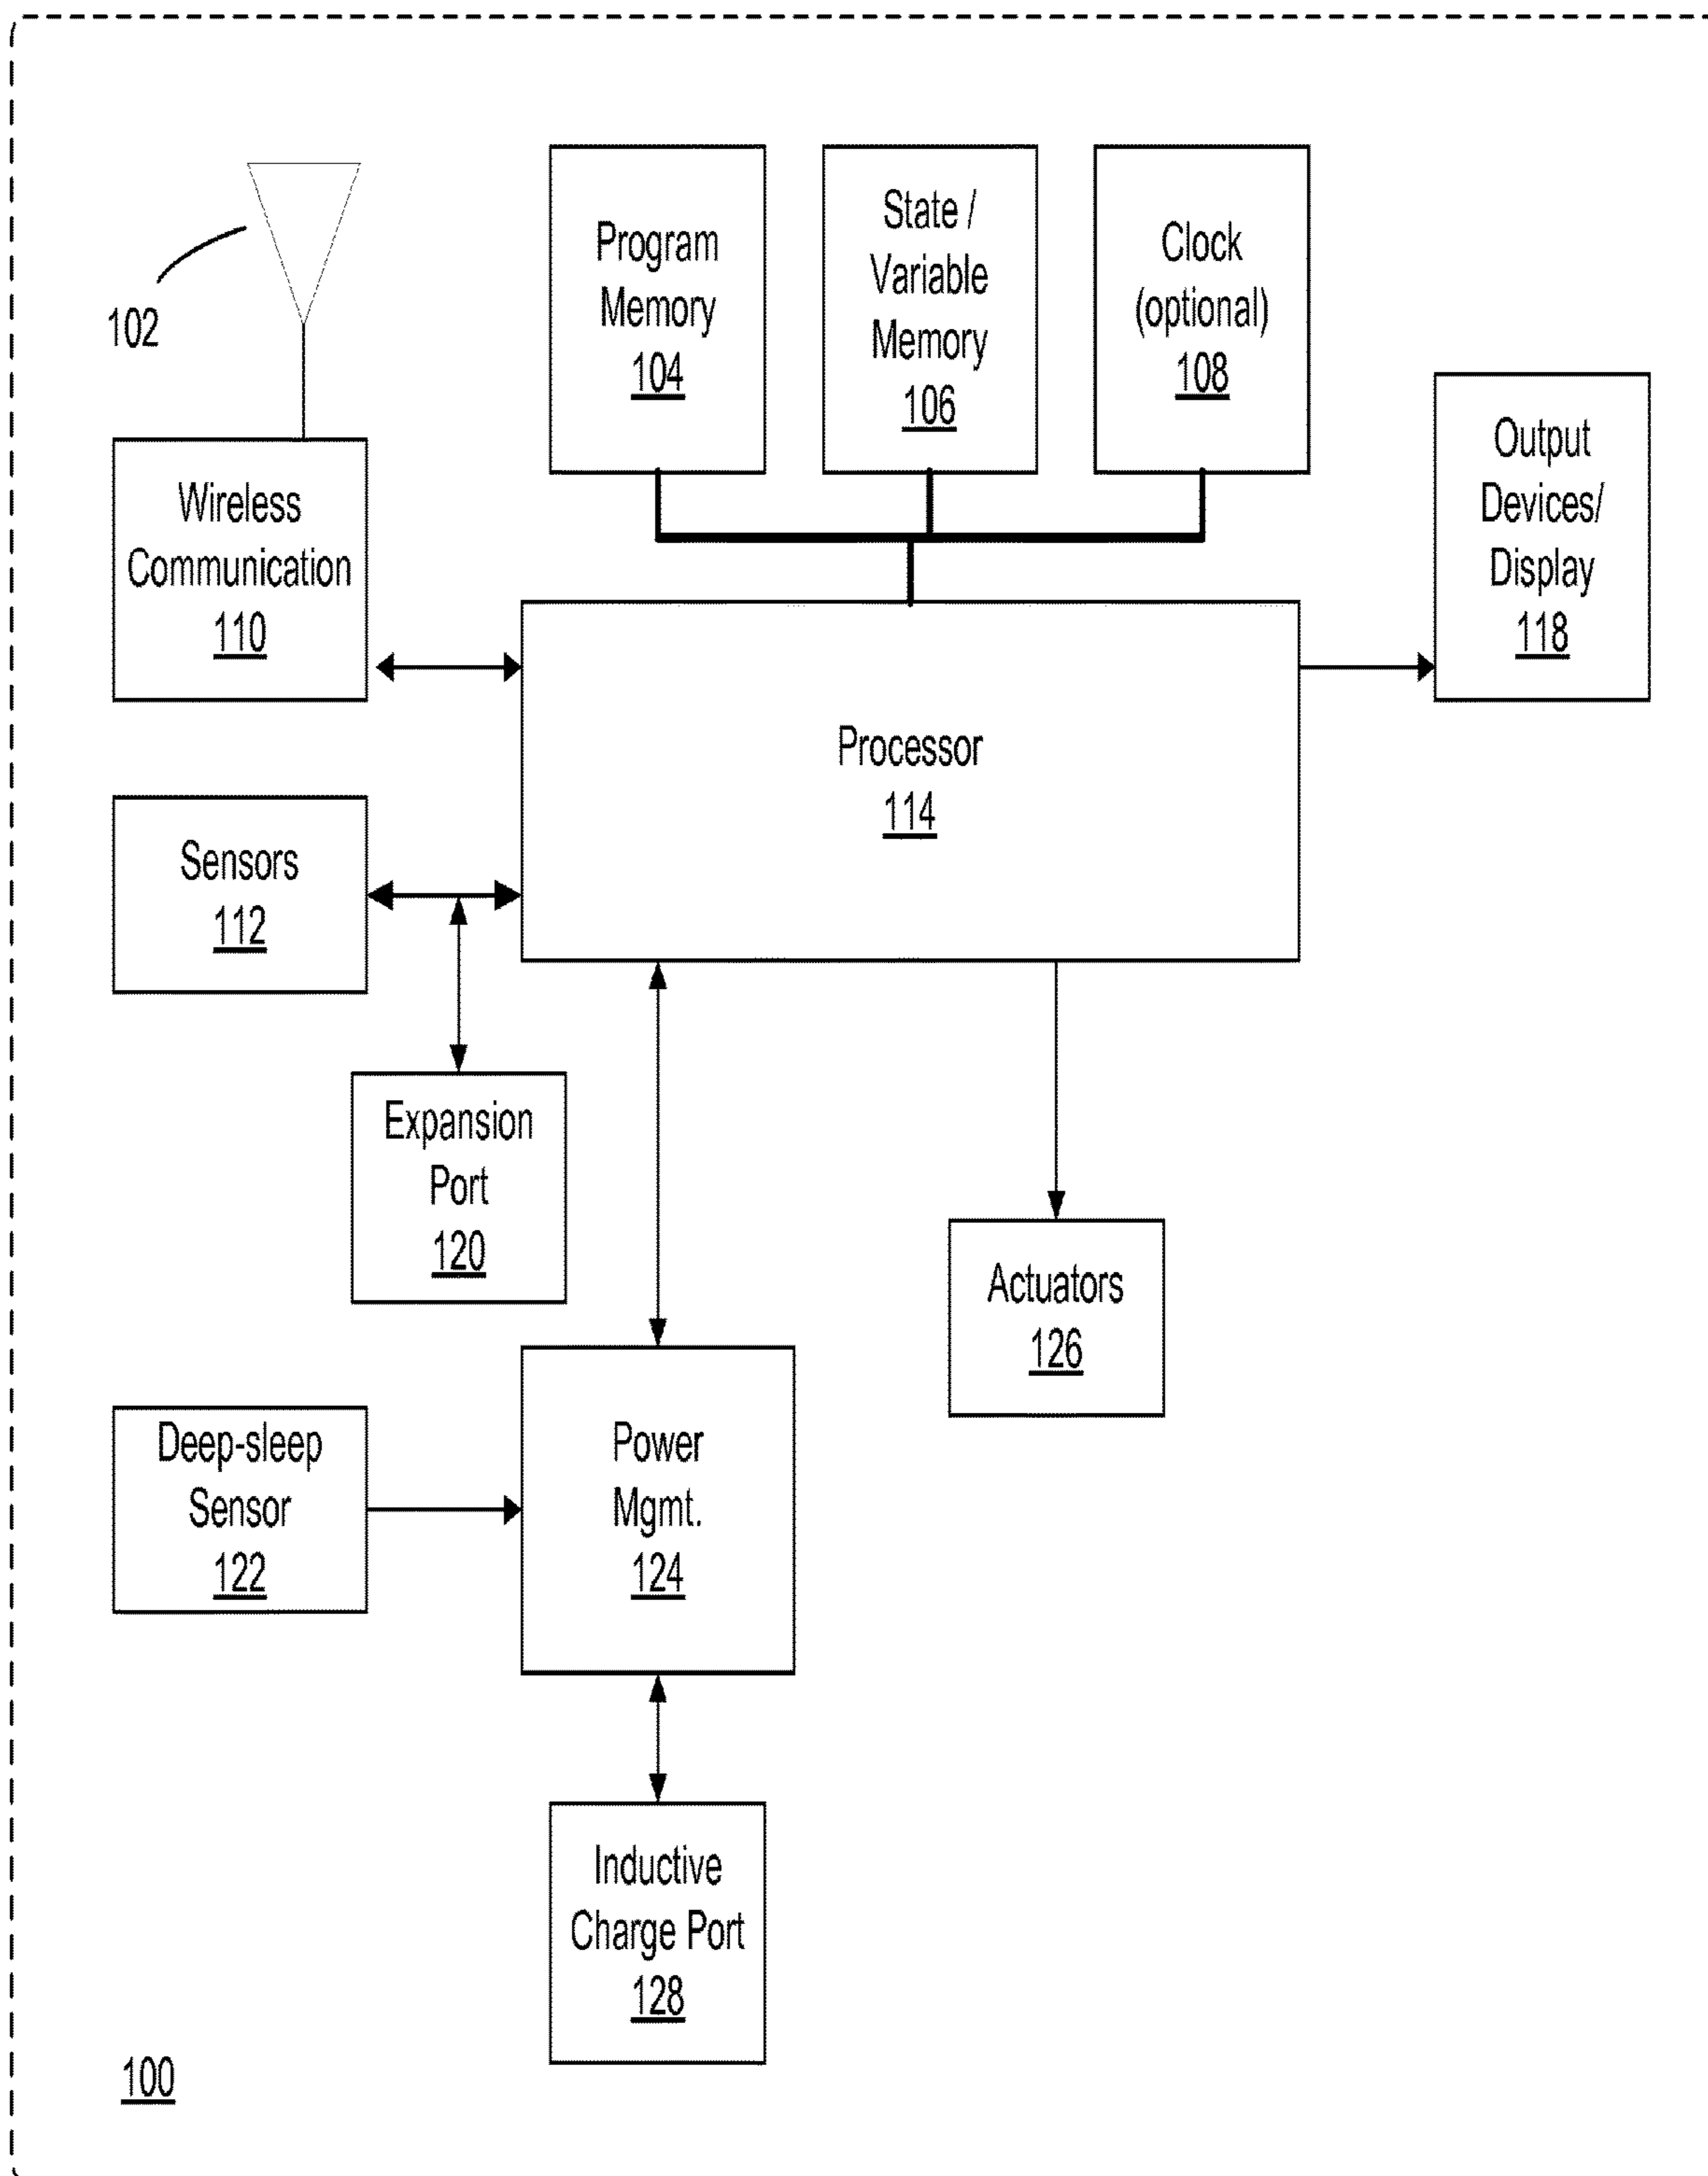 102
Program
Memory
104
State /
Variable
Memory
106
Clock
(optional)
108
Wireless
Communication
110
Output
Devices/
Display
118
Processor
114
Sensors
112
Expansion
Port
120
Actuators
126
Deep-sleep
Sensor
122
Power
Mgmt.
124
Inductive
Charge Port
128
100